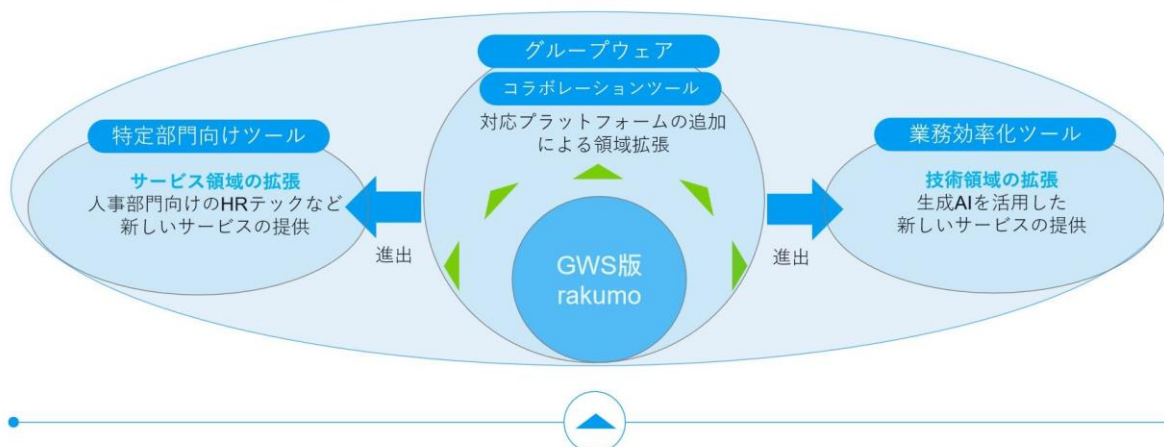 グループウェア
コラボレーションツール
対応プラットフォームの追加
による領域拡張
特定部門向けツール
サービス領域の拡張
人事部門向けのHRテックなど
新しいサービスの提供
進出
GWS版
rakumo
進出
業務効率化ツール
技術領域の拡張
生成AIを活用した
新しいサービスの提供